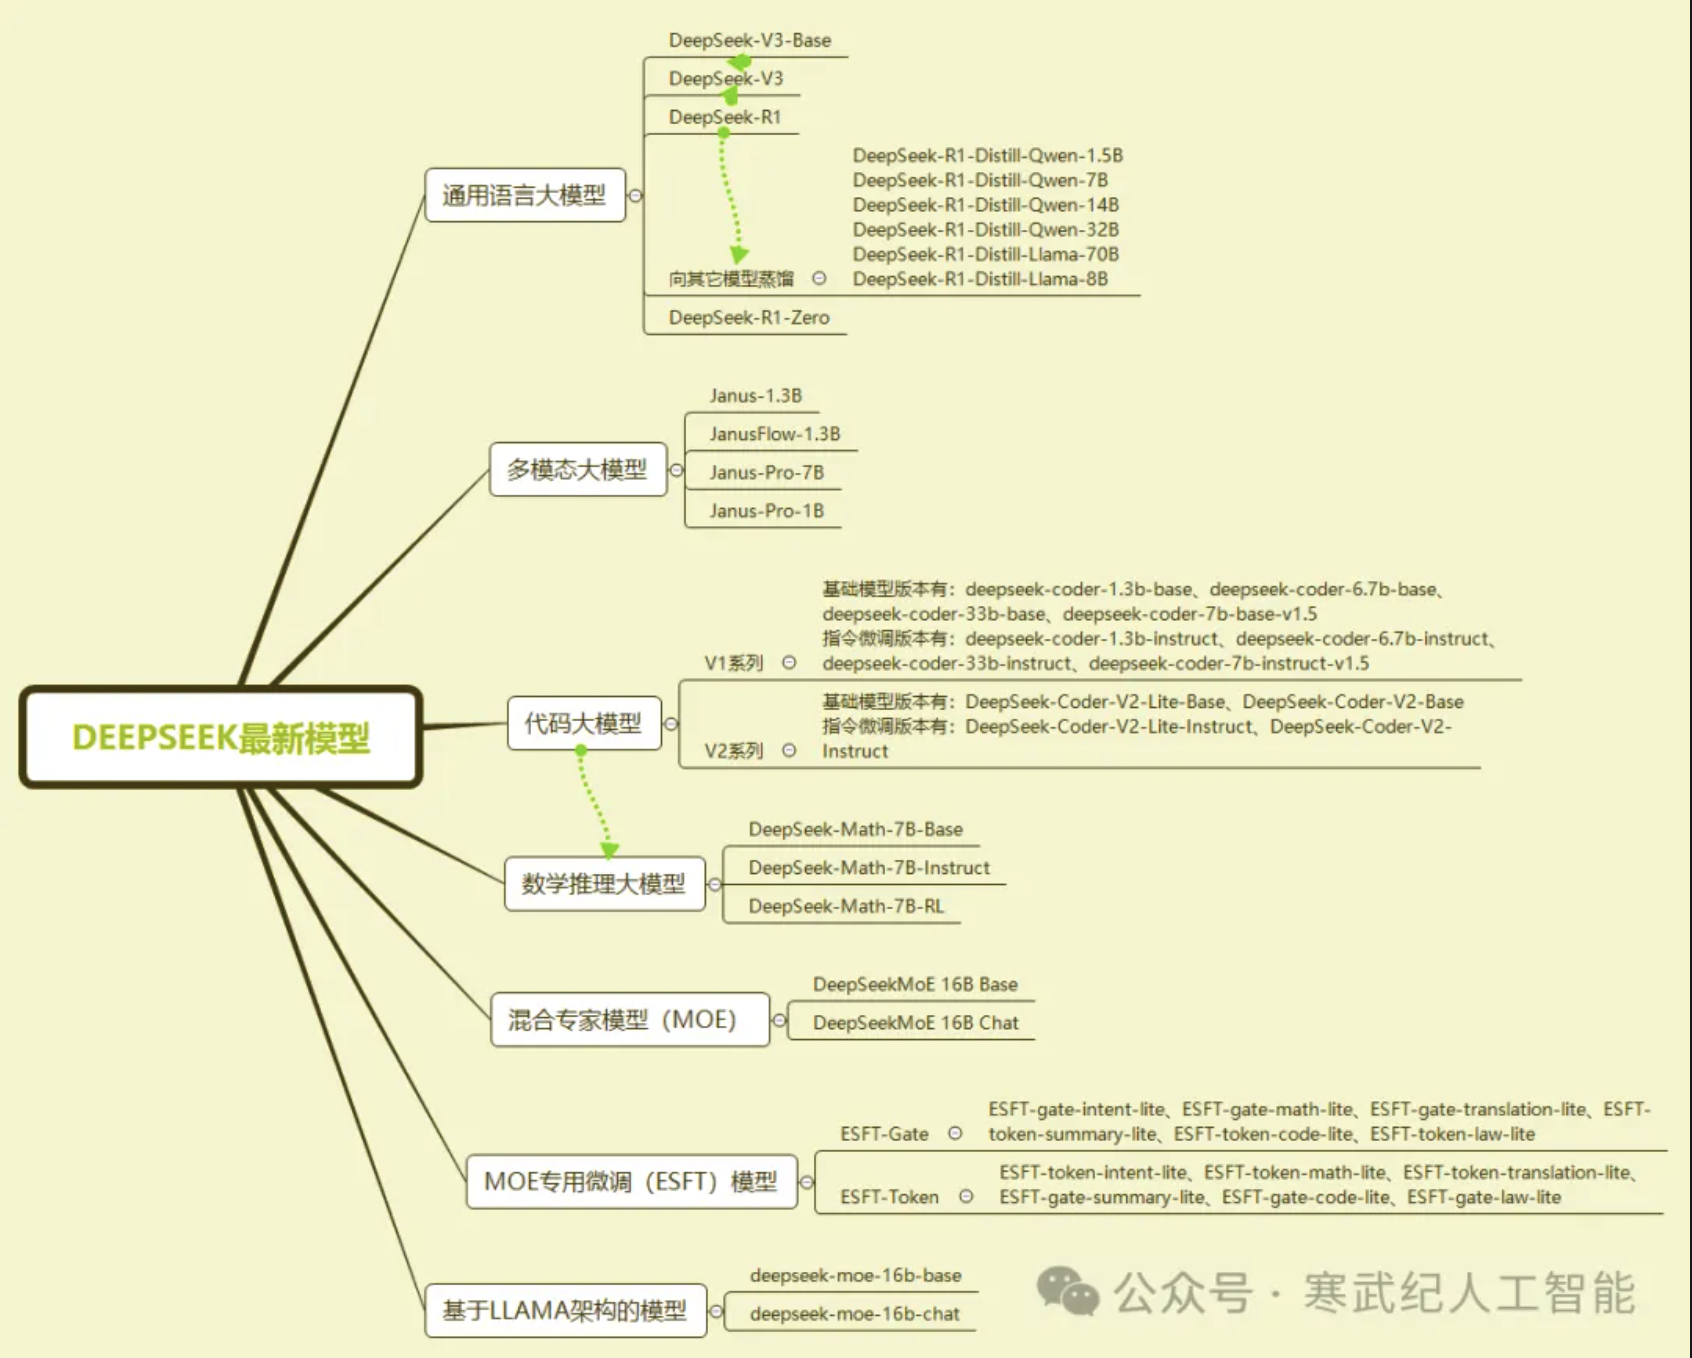 DeepSeek-V3-Base
DeepSeek-V3
DeepSeek-R1
通用语言大模型
DeepSeek-R1-Distill-Qwen-1.5B
DeepSeek-R1-Distill-Qwen-7B
DeepSeek-R1-Distill-Qwen-14B
DeepSeek-R1-Distill-Qwen-32B
DeepSeek-R1-Distill-Llama-70B
向其它模型蒸馏
DeepSeek-R1-Distill-Llama-8B
DeepSeek-R1-Zero
多模态大模型
Janus-1.3B
JanusFlow-1.3B
Janus-Pro-7B
Janus-Pro-1B
DEEPSEEK最新模型
代码大模型
V1系列
基础模型版本有：deepseek-coder-1.3b-base、deepseek-coder-6.7b-base、
deepseek-coder-33b-base、deepseek-coder-7b-base-v1.5
指令微调版本有：deepseek-coder-1.3b-instruct、deepseek-coder-6.7b-instruct、
deepseek-coder-33b-instruct、deepseek-coder-7b-instruct-v1.5
V2系列
基础模型版本有：DeepSeek-Coder-V2-Lite-Base、DeepSeek-Coder-V2-Base
指令微调版本有：DeepSeek-Coder-V2-Lite-Instruct、DeepSeek-Coder-V2-
Instruct
数学推理大模型
DeepSeek-Math-7B-Base
DeepSeek-Math-7B-Instruct
DeepSeek-Math-7B-RL
混合专家模型（MOE）
DeepSeekMoE 16B Base
DeepSeekMoE 16B Chat
MOE专用微调（ESFT）模型
ESFT-Gate
ESFT-gate-intent-lite、ESFT-gate-math-lite、ESFT-gate-translation-lite、ESFT-
token-summary-lite、ESFT-token-code-lite、ESFT-token-law-lite
ESFT-Token
ESFT-token-intent-lite、ESFT-token-math-lite、ESFT-token-translation-lite、
ESFT-gate-summary-lite、ESFT-gate-code-lite、ESFT-gate-law-lite
基于LLAMA架构的模型
deepseek-moe-16b-base
deepseek-moe-16b-chat
公众号 · 寒武纪人工智能